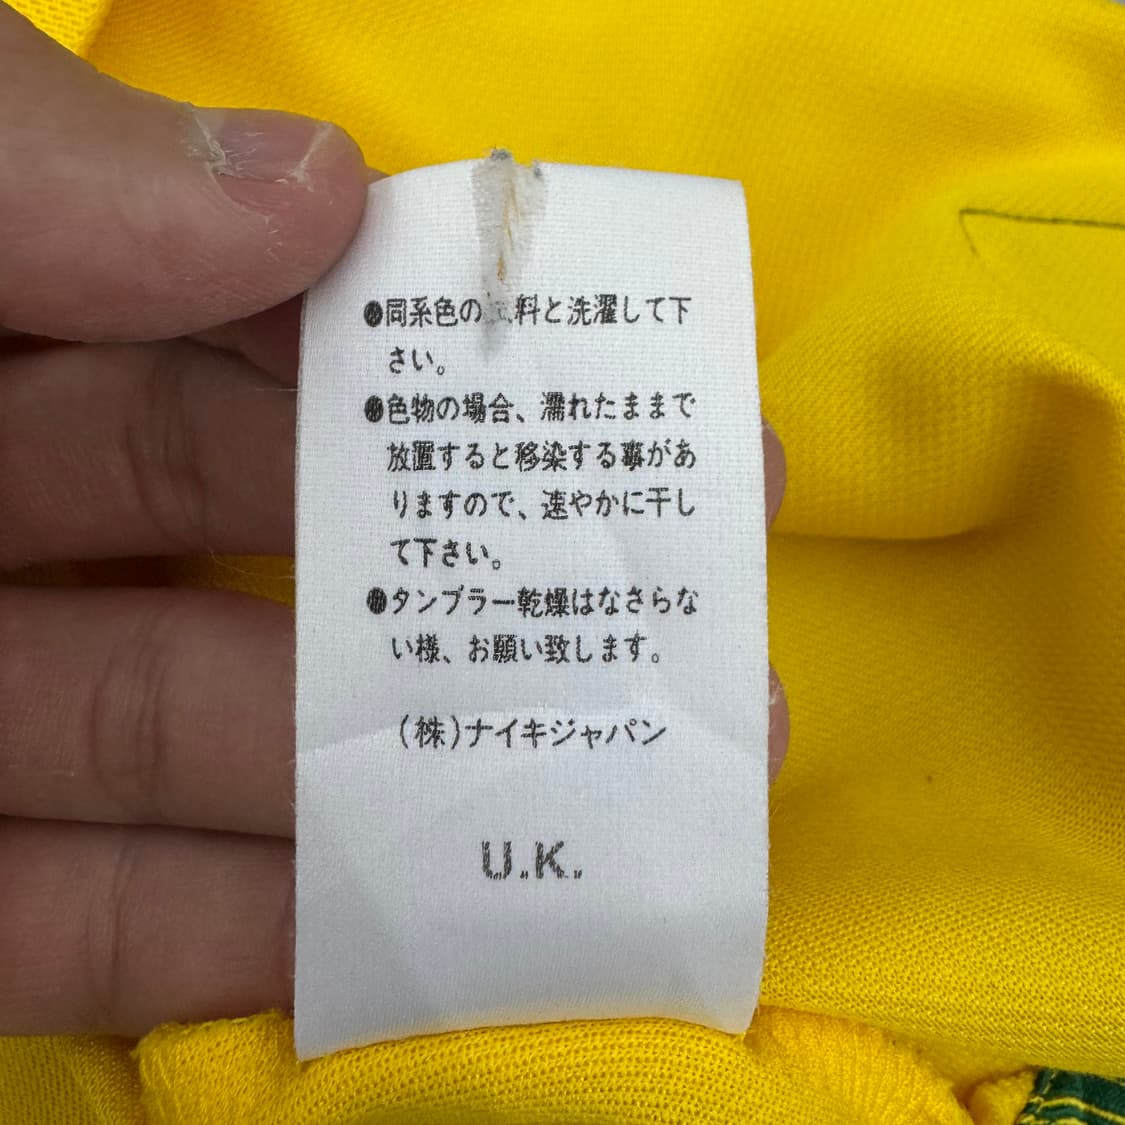 ●同系色の料と洗濯して下
さい。
●色物の場合、濡れたままで
放置すると移染する事があ
りますので、速やかに干し
て下さい。
●タンブラー乾燥はなさらな
い様、お願い致します。
(株)ナイキジャパン
U.K.